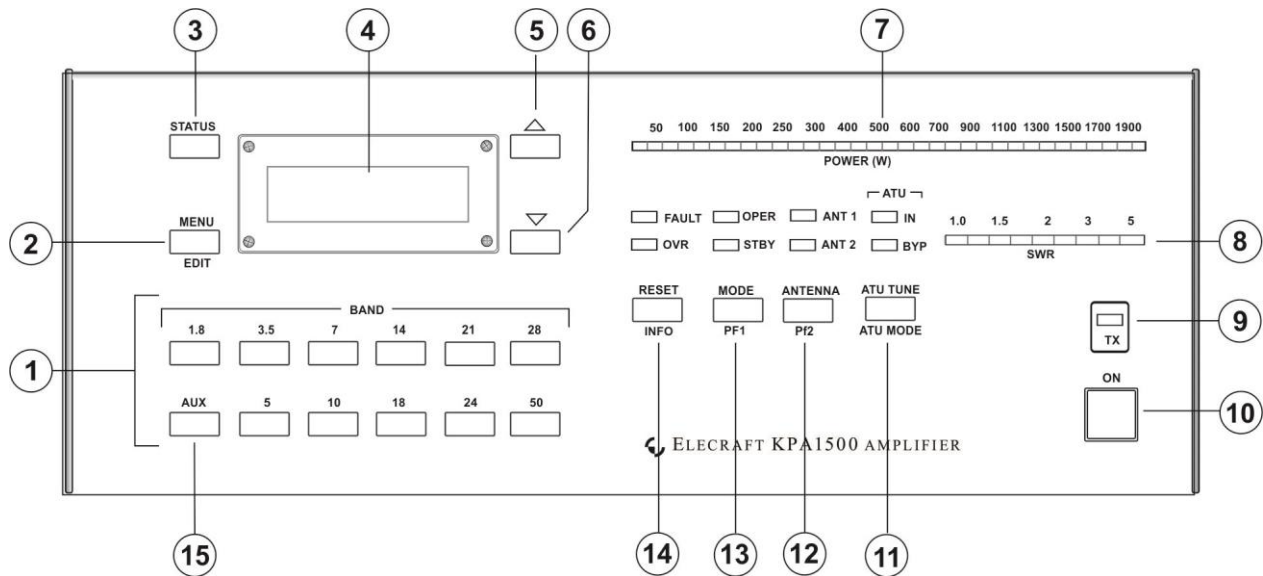 3 4 5 6 7
STATUS
50 100 150 200 250 300 400 500 600 700 900 1100 1300 1500 1700 1900
POWER (W)
ATU
FAULT OPER ANT 1 IN
OVR STBY ANT 2 BYP
1.0 1.5 2 3 5
SWR
8
2
MENU
EDIT
RESET MODE ANTENNA ATU TUNE
INFO PF1 Pf2 ATU MODE
TX
9
BAND
1.8 3.5 7 14 21 28
1
ON
10
AUX 5 10 18 24 50
ELECRAFT KPA1500 AMPLIFIER
15 14 13 12 11